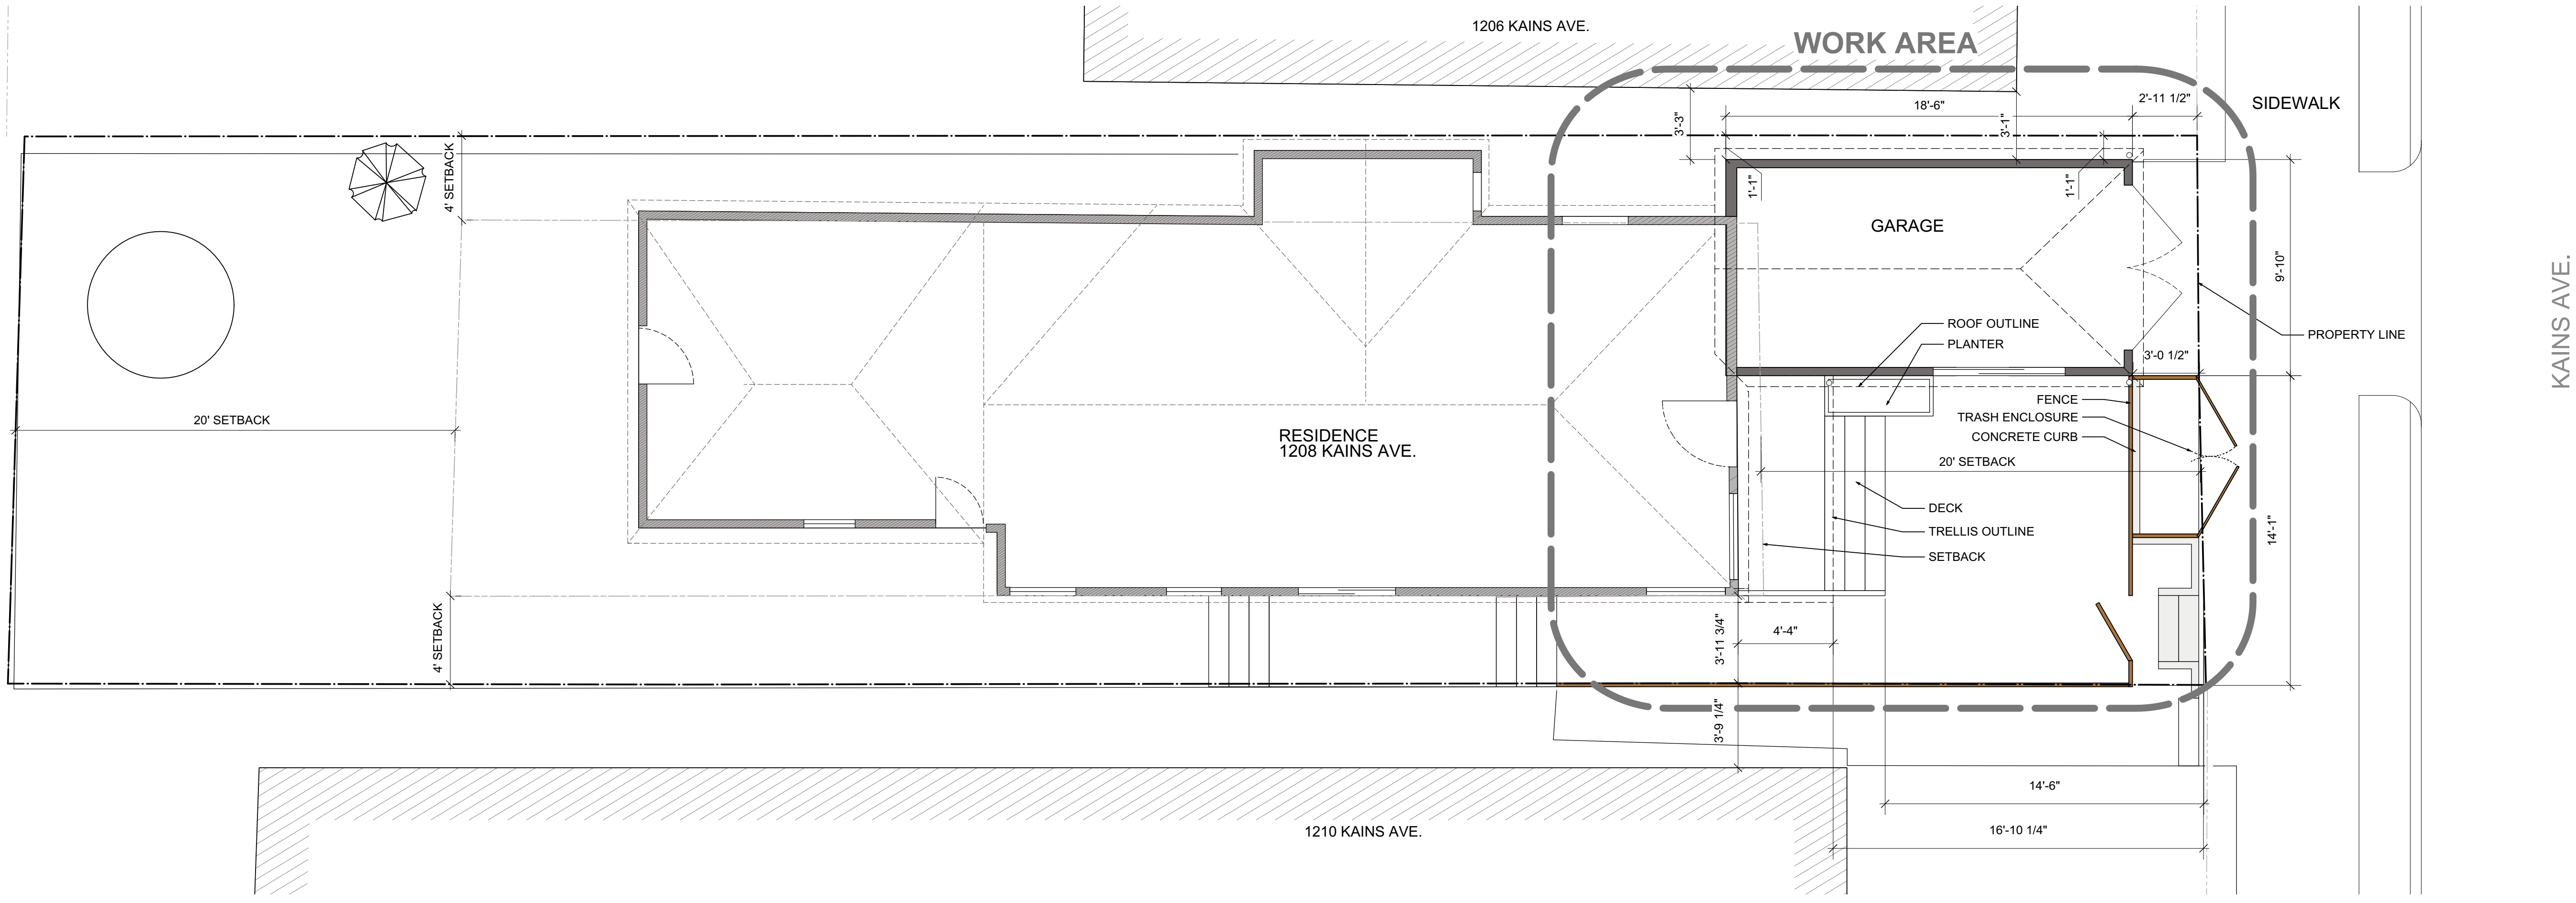 1206 KAINS AVE.
WORK AREA
SIDEWALK
18'-6"
2'-11 1/2"
3'-3"
3'-1"
4' SETBACK
1'-1"
1'-1"
GARAGE
9'-10"
KAINS AVE.
ROOF OUTLINE
PLANTER
PROPERTY LINE
3'-0 1/2"
FENCE
TRASH ENCLOSURE
CONCRETE CURB
20' SETBACK
RESIDENCE
1208 KAINS AVE.
20' SETBACK
DECK
TRELLIS OUTLINE
SETBACK
14'-1"
4' SETBACK
3'-11 3/4"
4'-4"
3'-9 1/4"
14'-6"
16'-10 1/4"
1210 KAINS AVE.